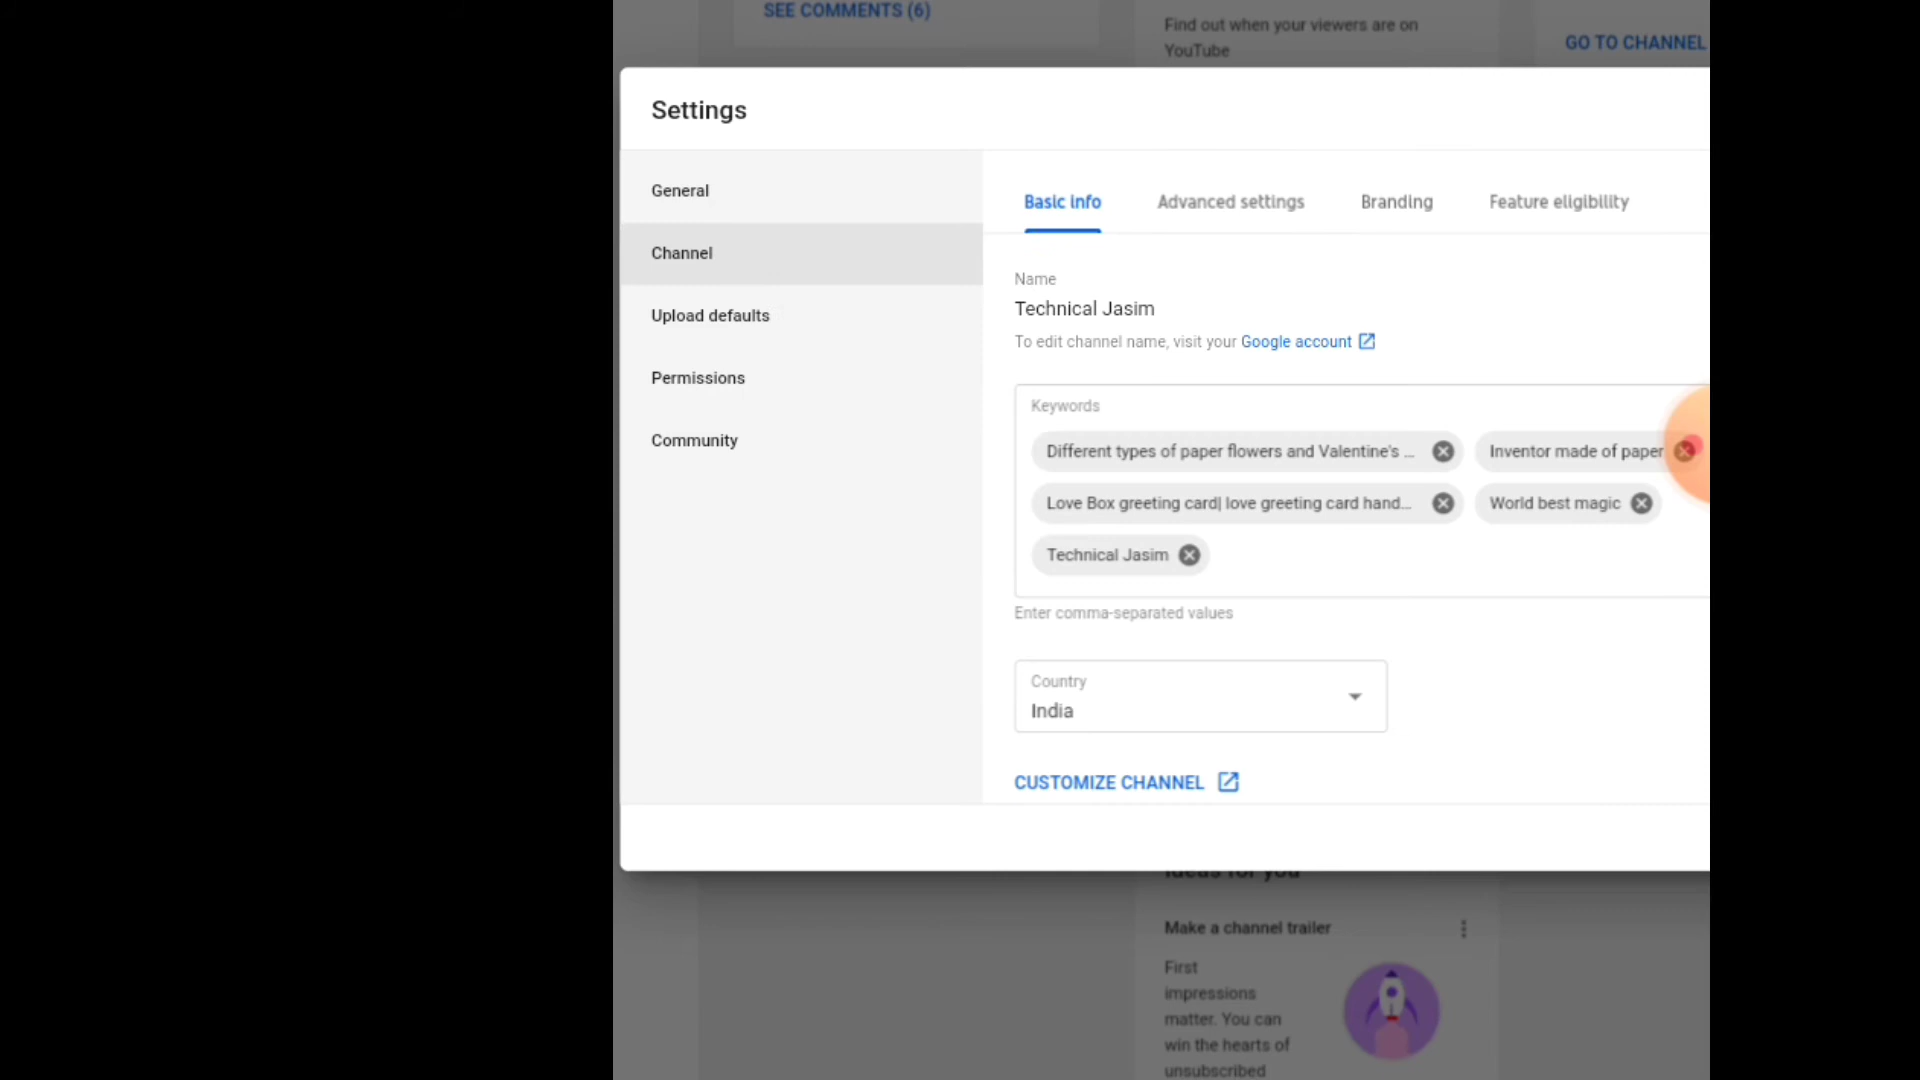 SEE COMMENTS (6)
Find out when your viewers are on
YouTube
GO TO CHANNEL
Settings
General
Channel
Upload defaults
Permissions
Community
Basic info
Advanced settings
Branding
Feature eligibility
Name
Technical Jasim
To edit channel name, visit your Google account
Keywords
Different types of paper flowers and Valentine's ...
Inventor made of paper
Love Box greeting card| love greeting card hand...
World best magic
Technical Jasim
Enter comma-separated values
Country
India
CUSTOMIZE CHANNEL
Ideas for you
Make a channel trailer
First
impressions
matter. You can
win the hearts of
unsubscribed